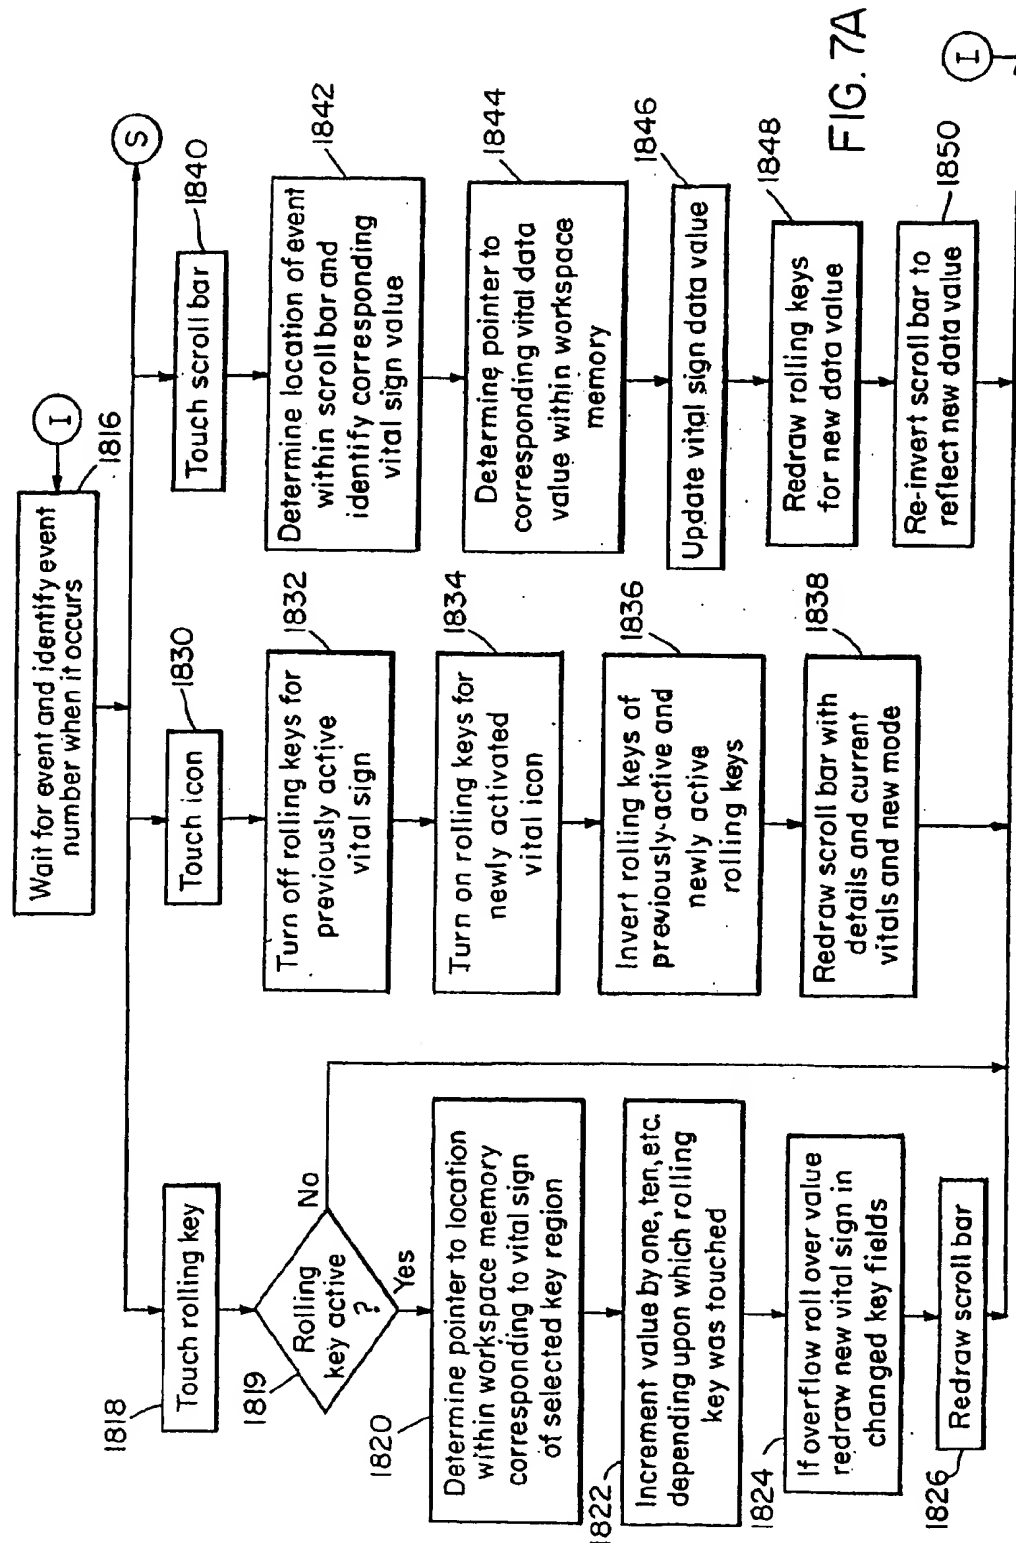 Wait for event and identify event
number when it occurs
1816
I
S
1818
Touch rolling key
1819
Rolling
key active
?
No
Yes
1820
Determine pointer to location
within workspace memory
corresponding to vital sign
of selected key region
1822
Increment value by one, ten, etc.
depending upon which rolling
key was touched
1824
If overflow roll over value
redraw new vital sign in
changed key fields
1826
Redraw scroll bar
1830
Touch icon
1832
Turn off rolling keys for
previously active
vital sign
1834
Turn on rolling keys for
newly activated
vital icon
1836
Invert rolling keys of
previously-active and
newly active
rolling keys
1838
Redraw scroll bar with
details and current
vitals and new mode
1840
Touch scroll bar
1842
Determine location of event
within scroll bar and
identify corresponding
vital sign value
1844
Determine pointer to
corresponding vital data
value within workspace
memory
1846
Update vital sign data value
1848
Redraw rolling keys
for new data value
1850
Re-invert scroll bar to
reflect new data value
FIG. 7A
I